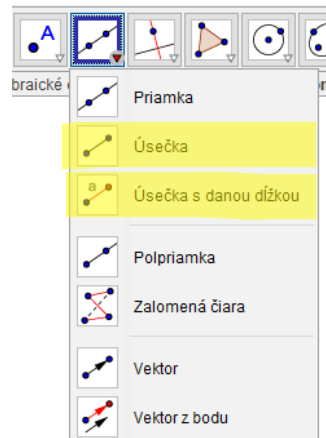 A
braické
Priamka
Úsečka
a
Úsečka s danou dĺžkou
Polpriamka
Zalomená čiara
Vektor
Vektor z bodu